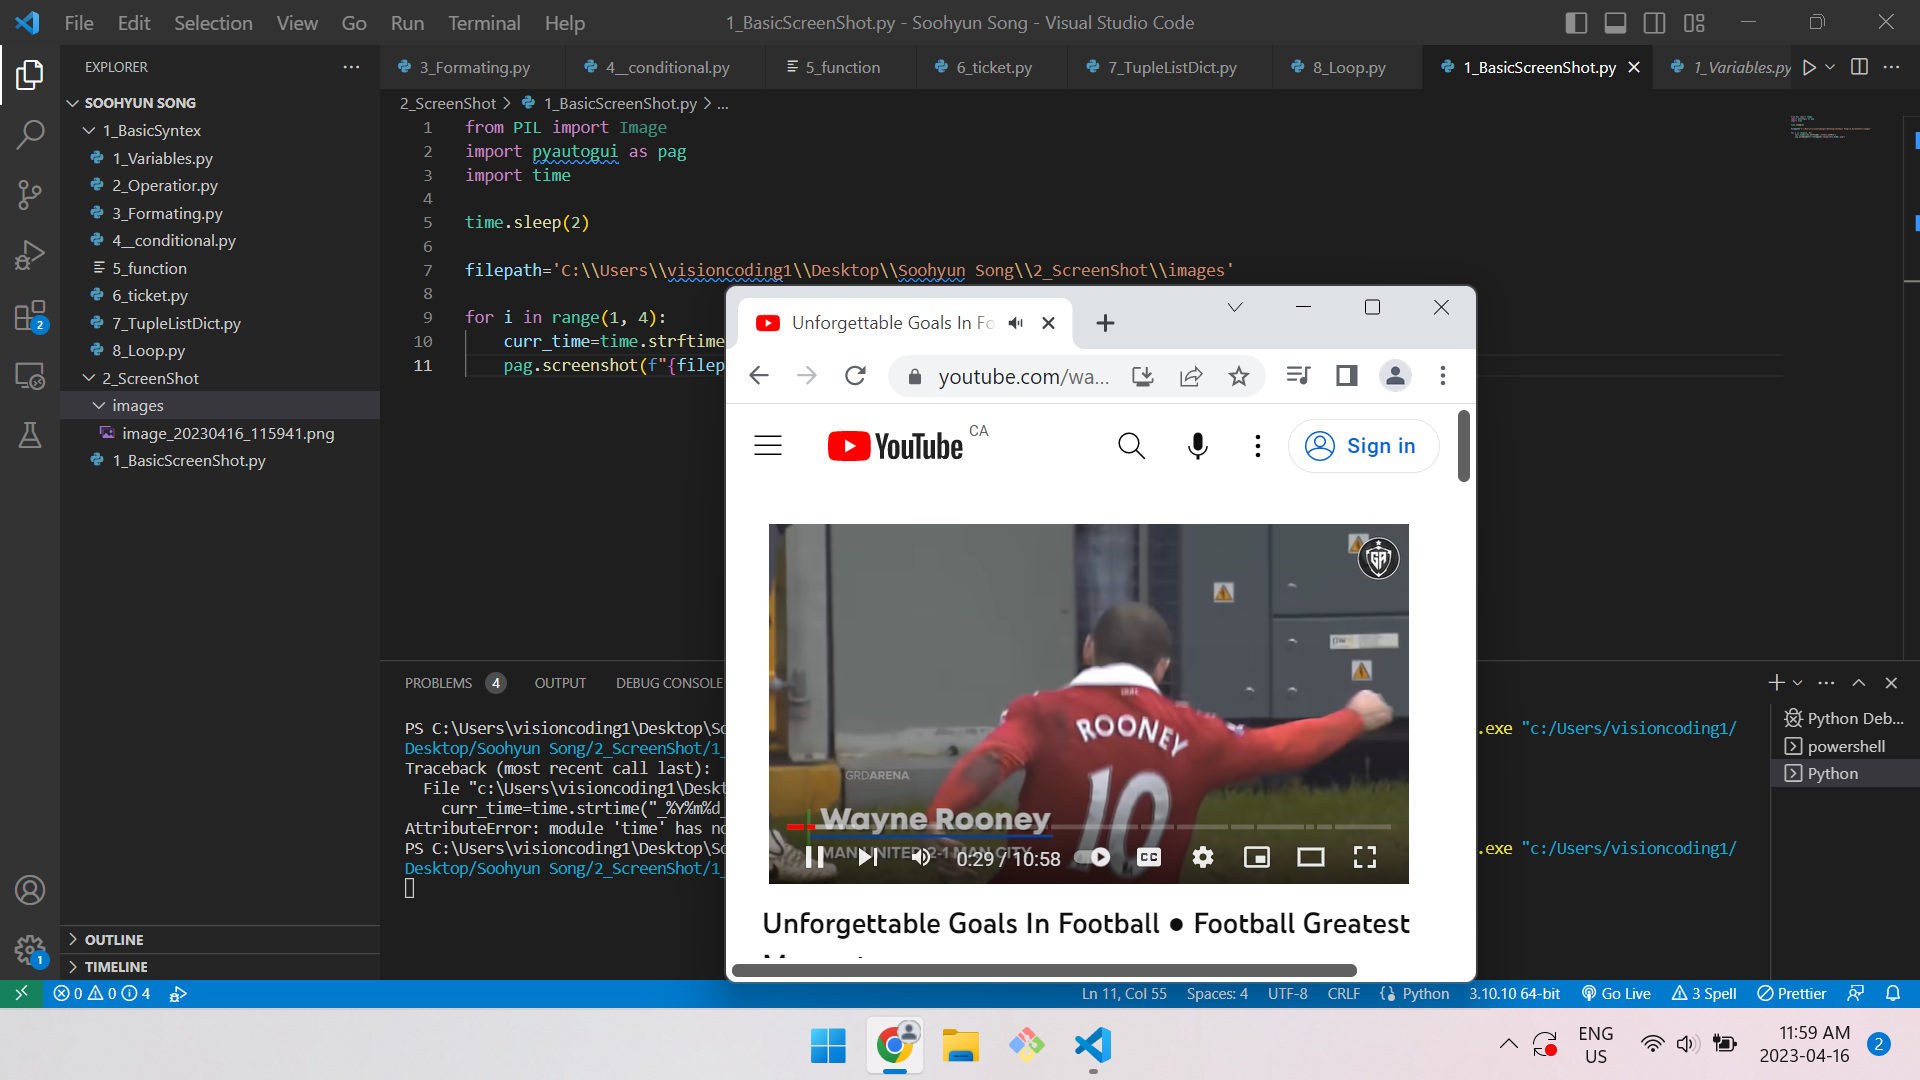 File Edit Selection View Go Run Terminal Help
1_BasicScreenShot.py - Soohyun Song - Visual Studio Code
EXPLORER
SOOHYUN SONG
1_BasicSyntex
1_Variables.py
2_Operatior.py
3_Formating.py
4__conditional.py
5_function
6_ticket.py
7_TupleListDict.py
8_Loop.py
2_ScreenShot
images
image_20230416_115941.png
1_BasicScreenShot.py
OUTLINE
TIMELINE
2
1
3_Formating.py 4__conditional.py 5_function 6_ticket.py 7_TupleListDict.py 8_Loop.py 1_BasicScreenShot.py 1_Variables.py
2_ScreenShot > 1_BasicScreenShot.py > ...
1 from PIL import Image
2 import pyautogui as pag
3 import time
4
5 time.sleep(2)
6
7 filepath='C:\\Users\\visioncoding1\\Desktop\\Soohyun Song\\2_ScreenShot\\images'
8
9 for i in range(1, 4):
10 curr_time=time.strftime
11 pag.screenshot(f"{filep
PROBLEMS 4 OUTPUT DEBUG CONSOLE
PS C:\Users\visioncoding1\Desktop\So
.exe "c:/Users/visioncoding1/
Desktop/Soohyun Song/2_ScreenShot/1_
Traceback (most recent call last):
File "c:\Users\visioncoding1\Deskt
curr_time=time.strtime("_%Y%m%d_
AttributeError: module 'time' has no
PS C:\Users\visioncoding1\Desktop\So
.exe "c:/Users/visioncoding1/
Desktop/Soohyun Song/2_ScreenShot/1_
Python Deb...
powershell
Python
Unforgettable Goals In Fo
youtube.com/wa...
YouTube CA
Sign in
GA
ROONEY
10
GRDARENA
Wayne Rooney
MAN UNITED 2-1 MAN CITY
0:29 / 10:58
CC
Unforgettable Goals In Football ● Football Greatest
0 0 4
Ln 11, Col 55 Spaces: 4 UTF-8 CRLF Python 3.10.10 64-bit Go Live 3 Spell Prettier
ENG
US
11:59 AM
2023-04-16
2